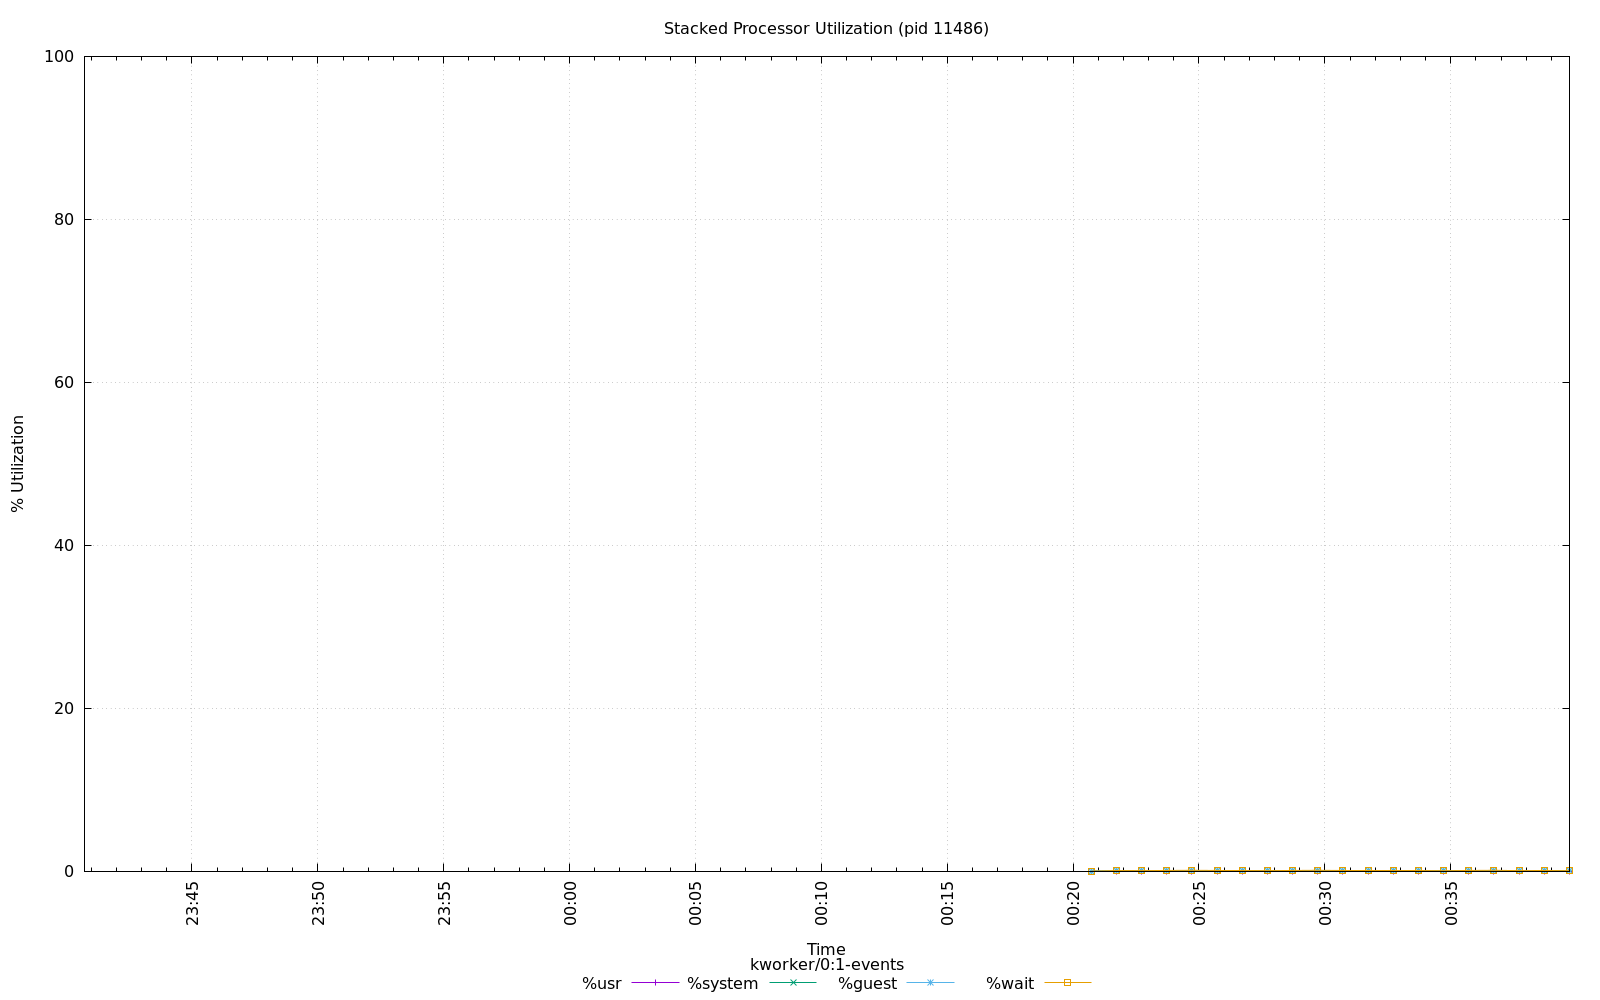 Stacked Processor Utilization (pid 11486)
100
80
60
40
20
0
% Utilization
23:45 23:50 23:55 00:00 00:05 00:10 00:15 00:20 00:25 00:30 00:35
Time
kworker/0:1-events
%usr %system %guest %wait